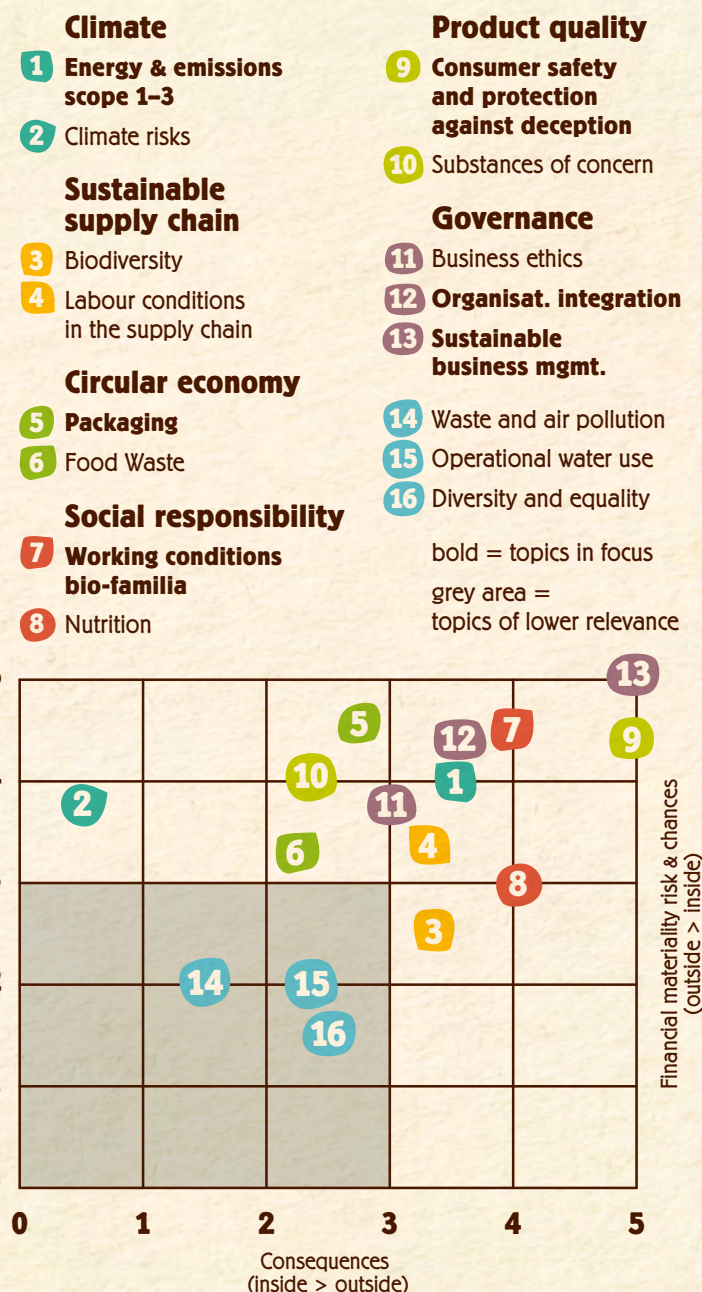 Climate
1 Energy & emissions
scope 1–3
2 Climate risks
Sustainable
supply chain
3 Biodiversity
4 Labour conditions
in the supply chain
Circular economy
5 Packaging
6 Food Waste
Social responsibility
7 Working conditions
bio-familia
8 Nutrition
Product quality
9 Consumer safety
and protection
against deception
10 Substances of concern
Governance
11 Business ethics
12 Organisat. integration
13 Sustainable
business mgmt.
14 Waste and air pollution
15 Operational water use
16 Diversity and equality
bold = topics in focus
grey area =
topics of lower relevance
13
5
12
7
9
10
1
2
11
6
4
8
3
14
15
16
0 1 2 3 4 5
Consequences
(inside > outside)
Financial materiality risk & chances
(outside > inside)